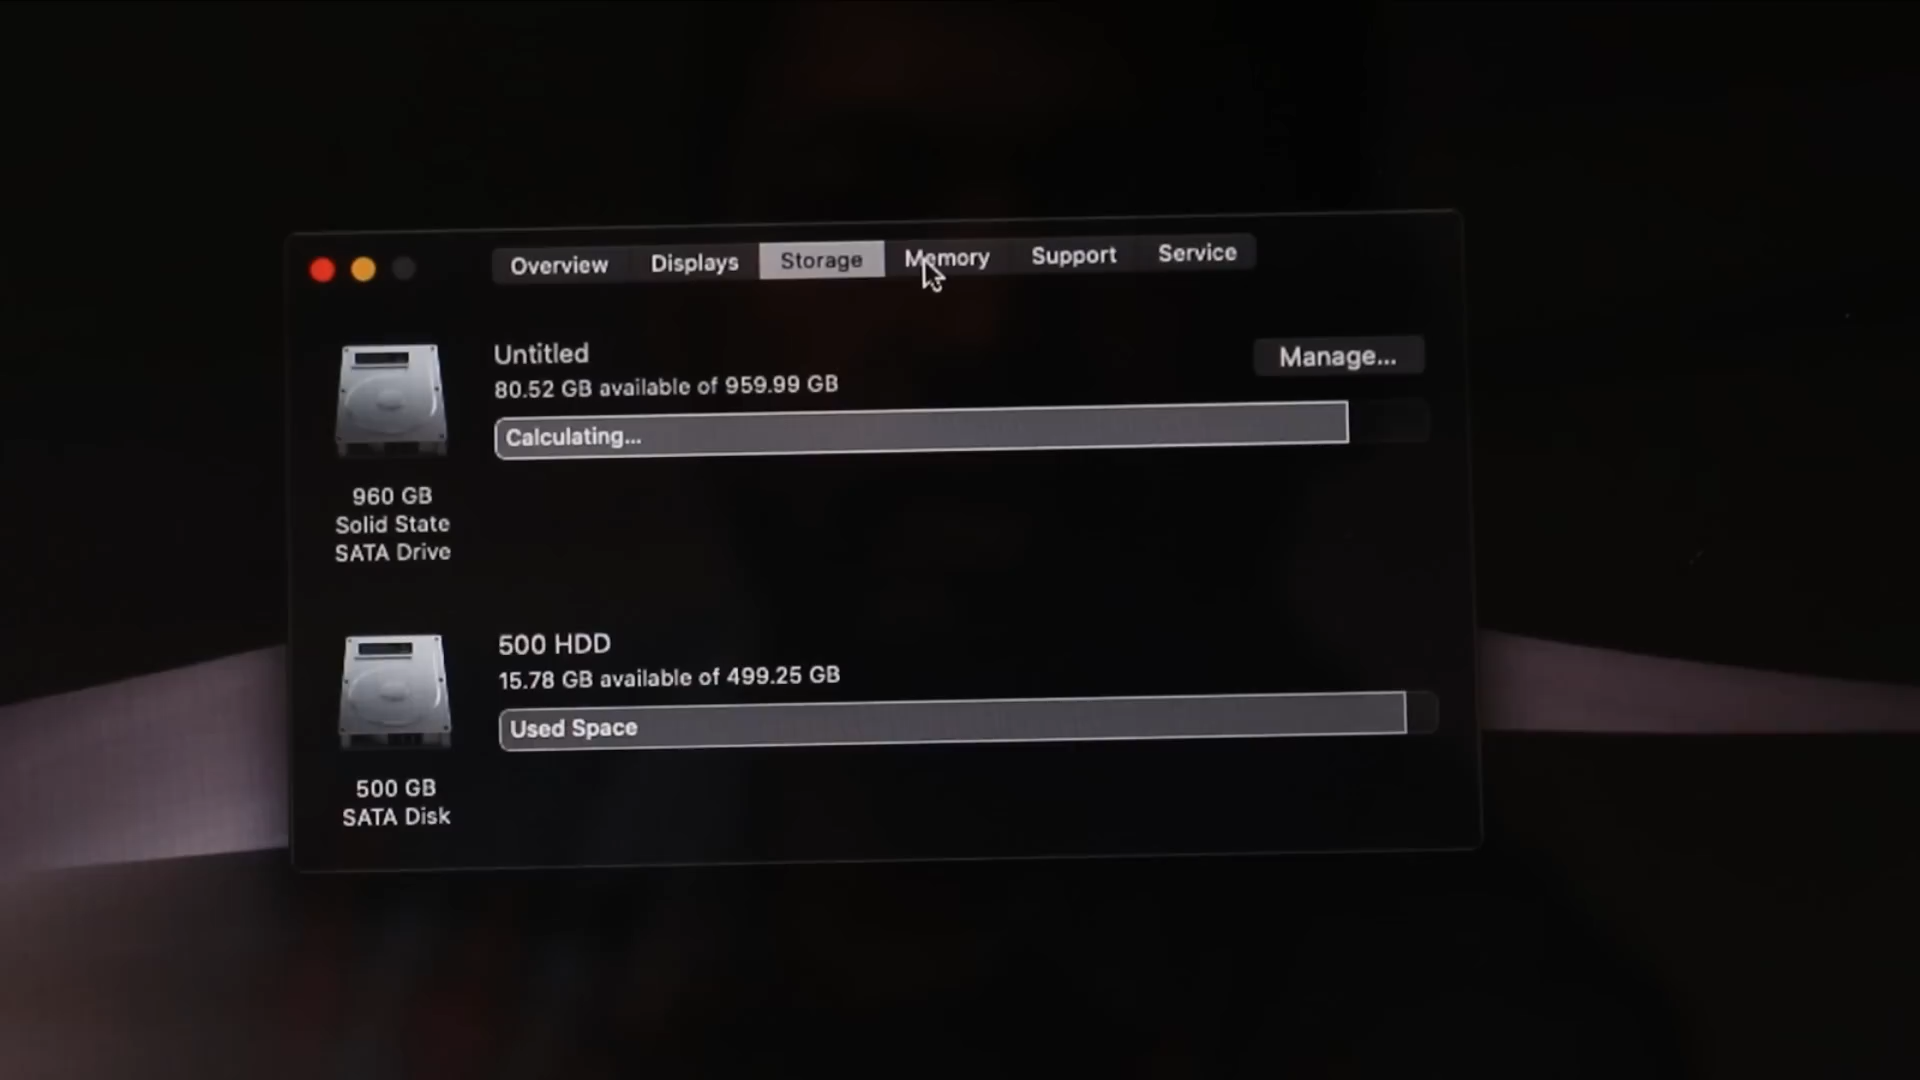 Overview Displays Storage Memory Support Service
Untitled
80.52 GB available of 959.99 GB
Manage...
Calculating...
960 GB
Solid State
SATA Drive
500 HDD
15.78 GB available of 499.25 GB
Used Space
500 GB
SATA Disk